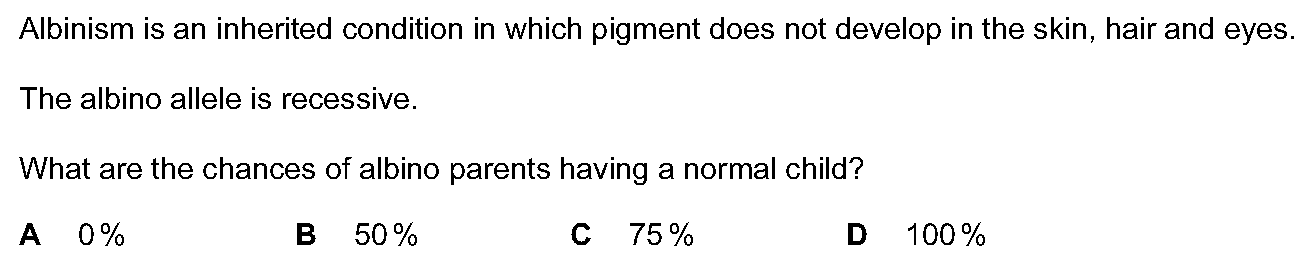 Albinism is an inherited condition in which pigment does not develop in the skin, hair and eyes.
The albino allele is recessive.
What are the chances of albino parents having a normal child?
A 0 % B 50 % C 75 % D 100 %